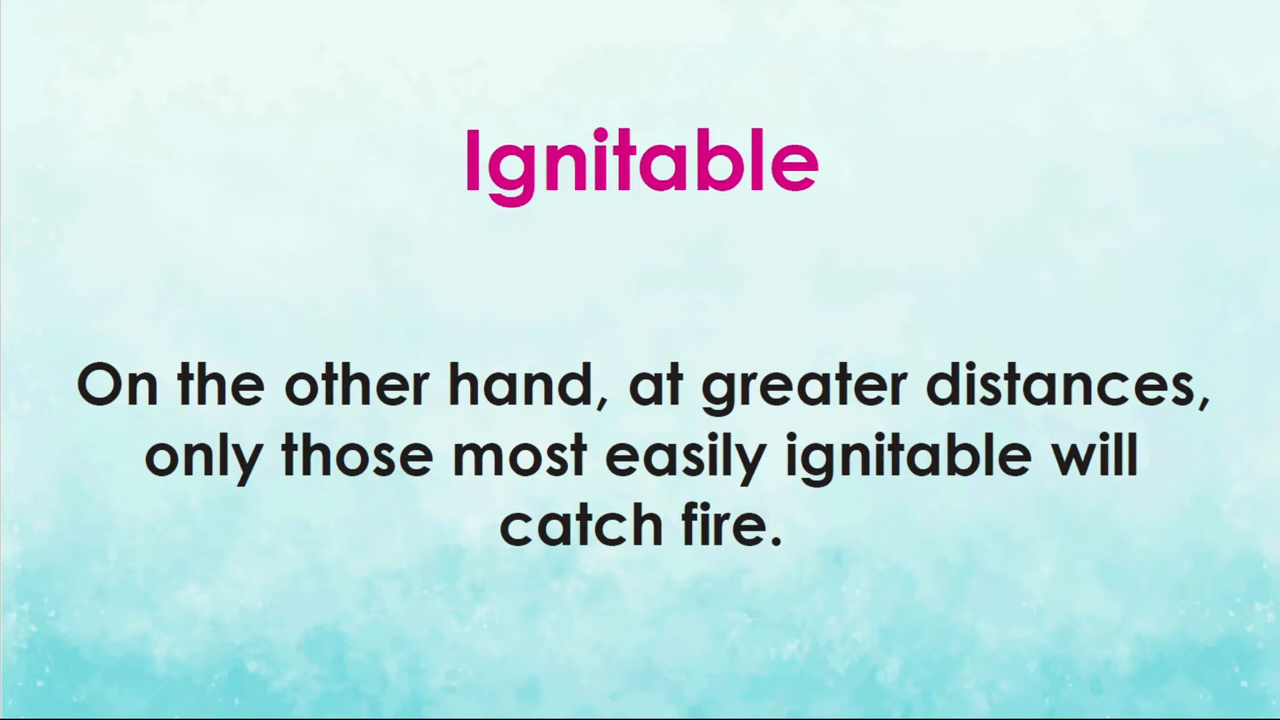 Ignitable
On the other hand, at greater distances,
only those most easily ignitable will
catch fire.